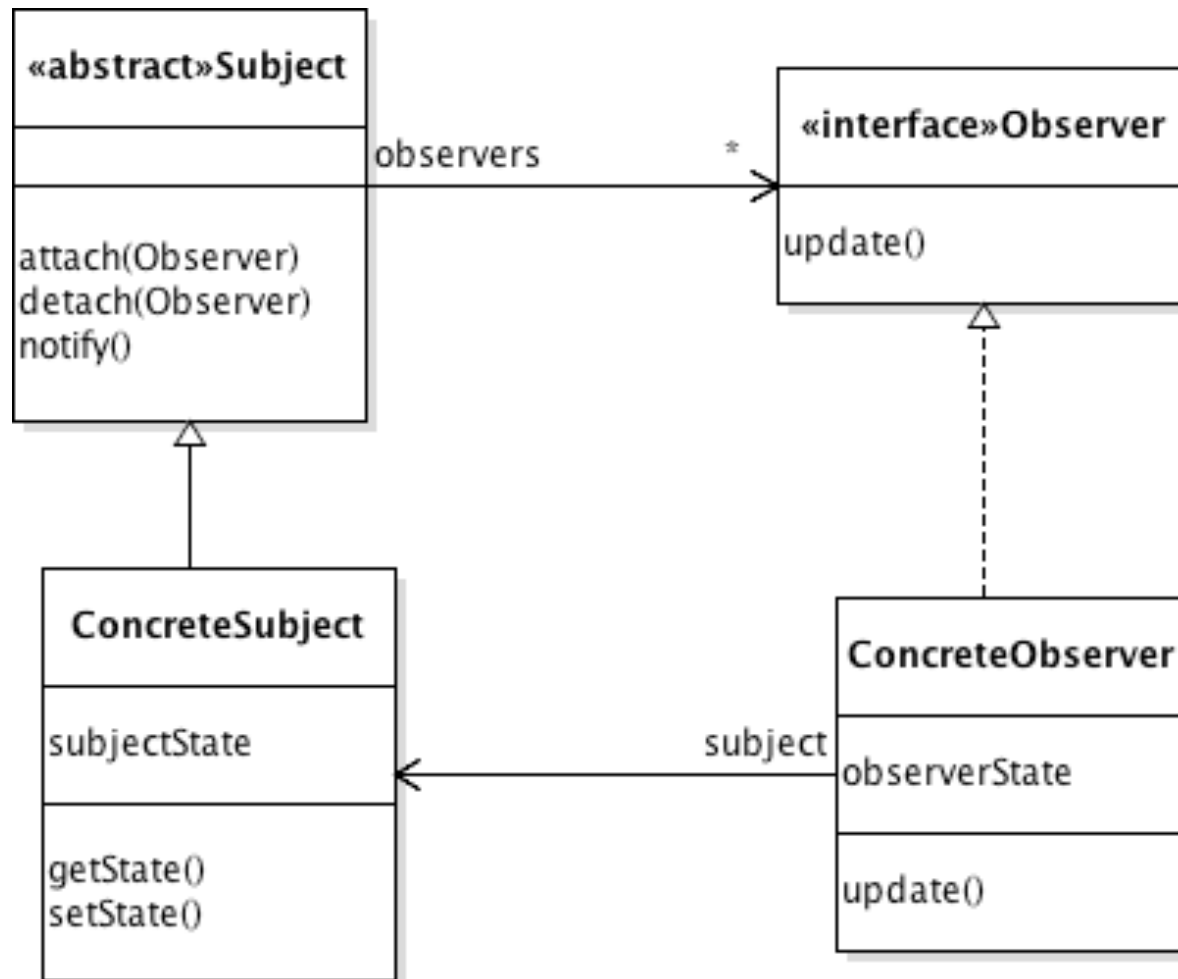 «abstract»Subject
attach(Observer)
detach(Observer)
notify()
observers
*
«interface»Observer
update()
ConcreteSubject
subjectState
getState()
setState()
subject
ConcreteObserver
observerState
update()